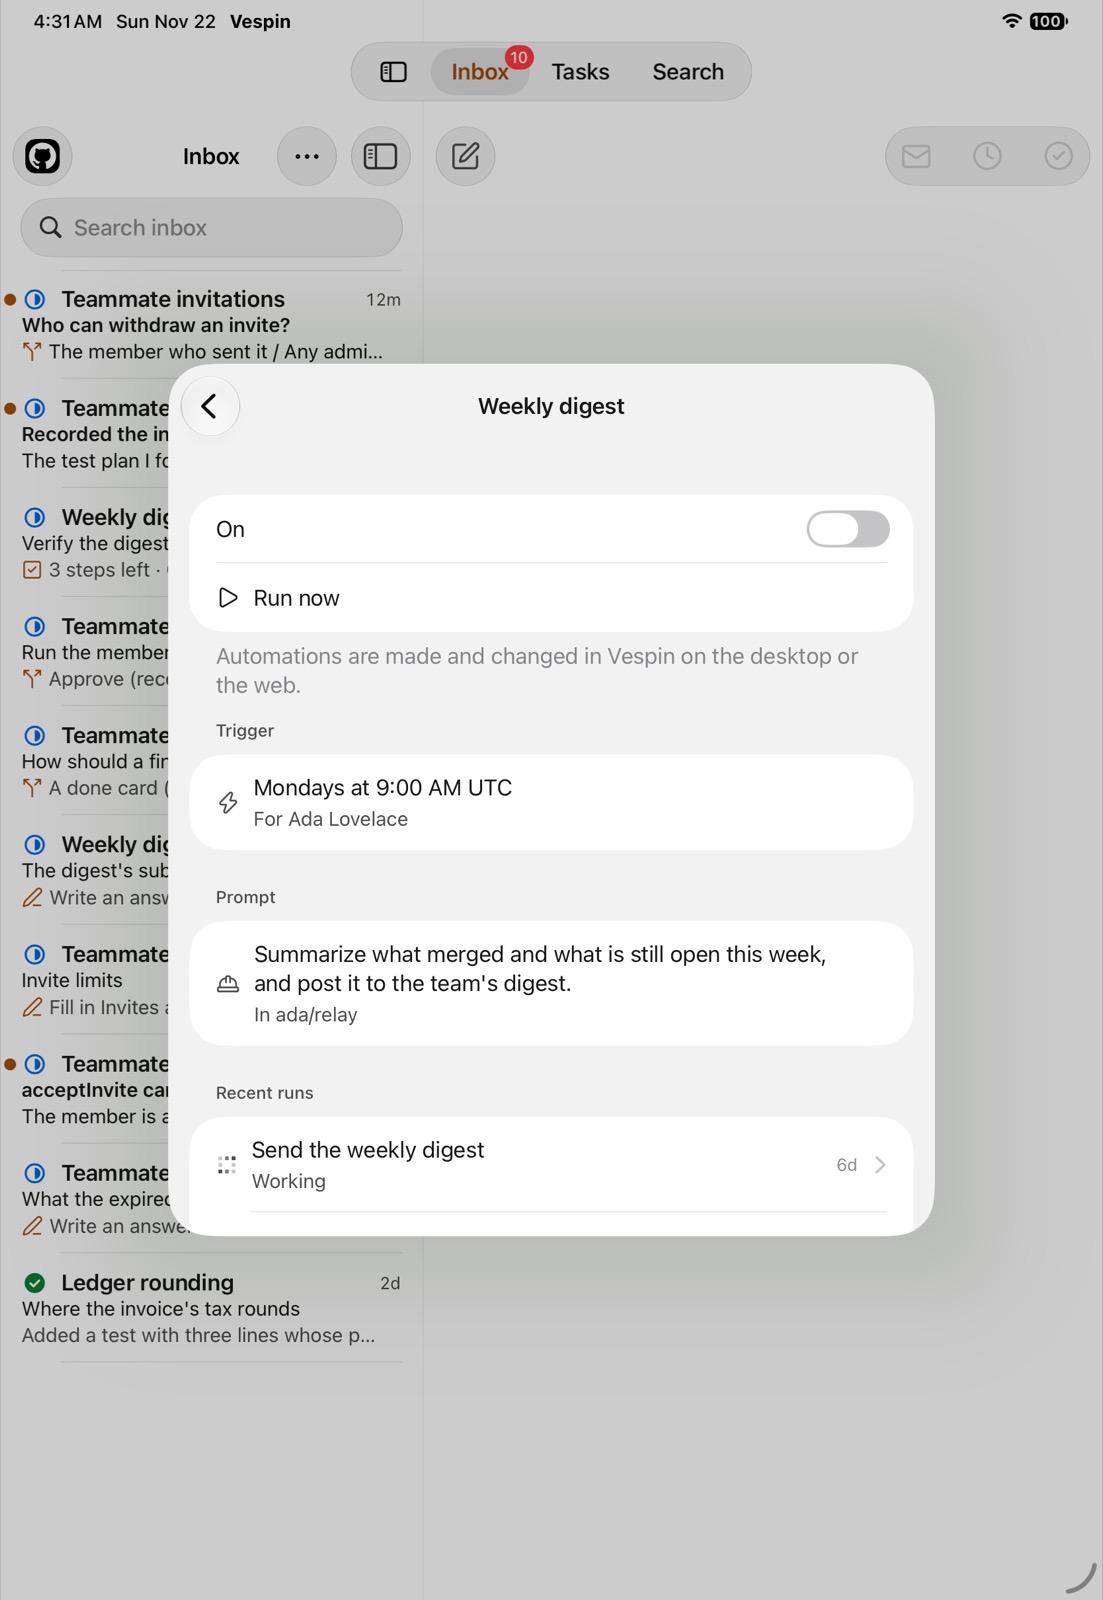 4:31 AM Sun Nov 22 Vespin
100
Inbox
10
Tasks
Search
Inbox
Search inbox
Teammate invitations
12m
Who can withdraw an invite?
The member who sent it / Any admi...
Teammate
Recorded the in
The test plan I fo
Weekly dig
Verify the digest
3 steps left ·
Teammate
Run the member
Approve (rec
Teammate
How should a fin
A done card (
Weekly dig
The digest's sub
Write an answ
Teammate
Invite limits
Fill in Invites a
Teammate
acceptInvite ca
The member is a
Teammate
What the expired
Write an answe
Ledger rounding
2d
Where the invoice's tax rounds
Added a test with three lines whose p...
Weekly digest
On
Run now
Automations are made and changed in Vespin on the desktop or
the web.
Trigger
Mondays at 9:00 AM UTC
For Ada Lovelace
Prompt
Summarize what merged and what is still open this week,
and post it to the team's digest.
In ada/relay
Recent runs
Send the weekly digest
6d
Working